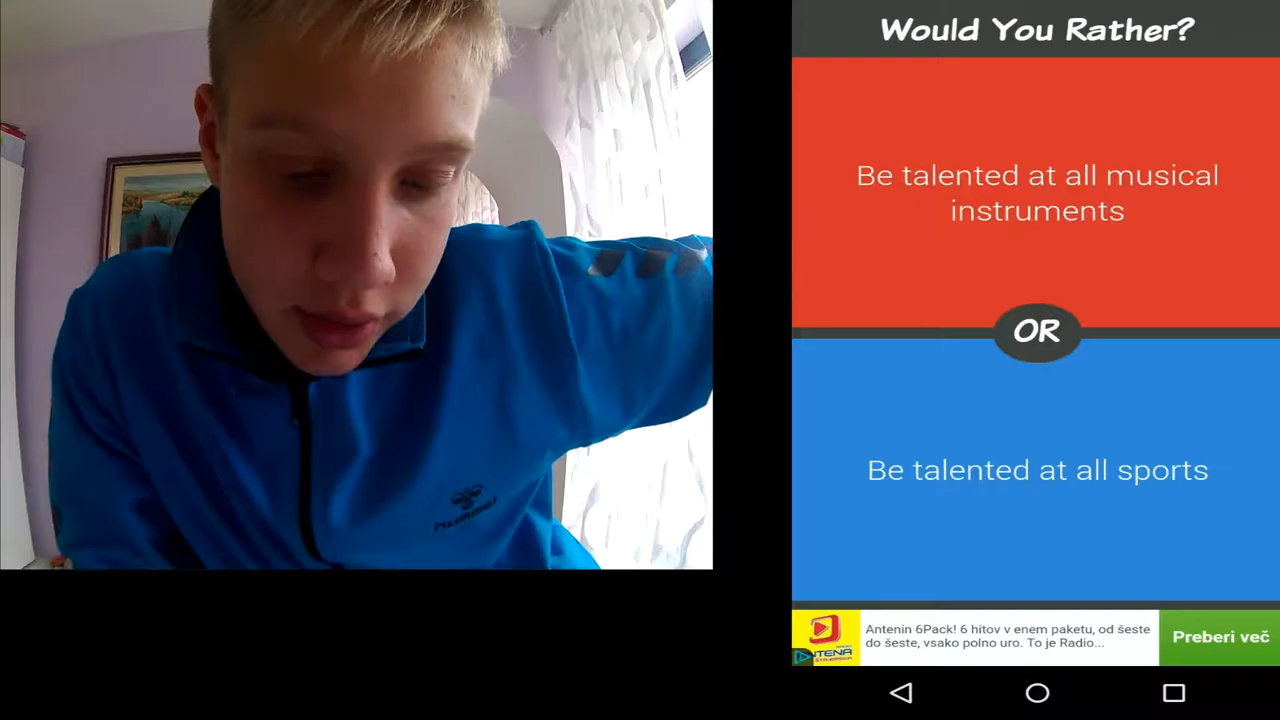 Would You Rather?
Be talented at all musical
instruments
OR
Be talented at all sports
Antenin 6Pack! 6 hitov v enem paketu, od šeste
do šeste, vsako polno uro. To je Radio...
Preberi več
hummel